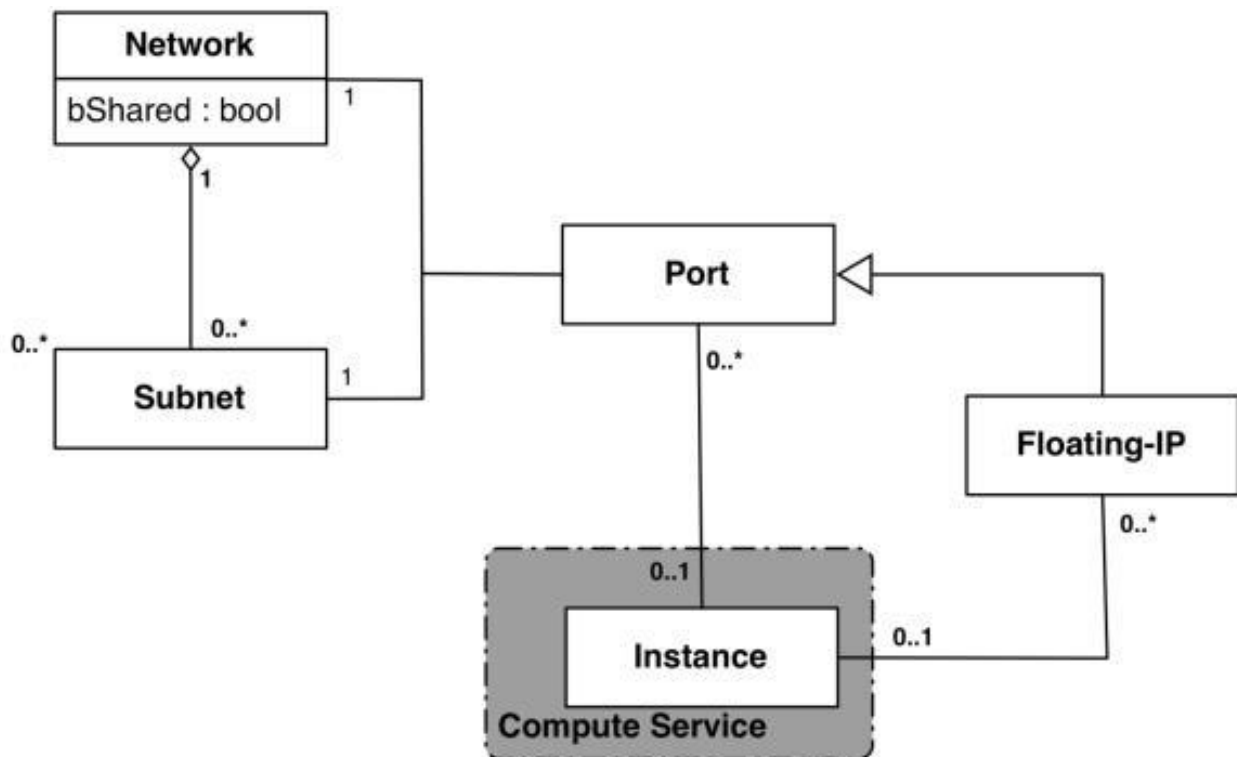 Network
bShared : bool
1
1
Port
0..*
0..*
Subnet
1
0..*
Floating-IP
0..*
0..1
Instance
0..1
Compute Service